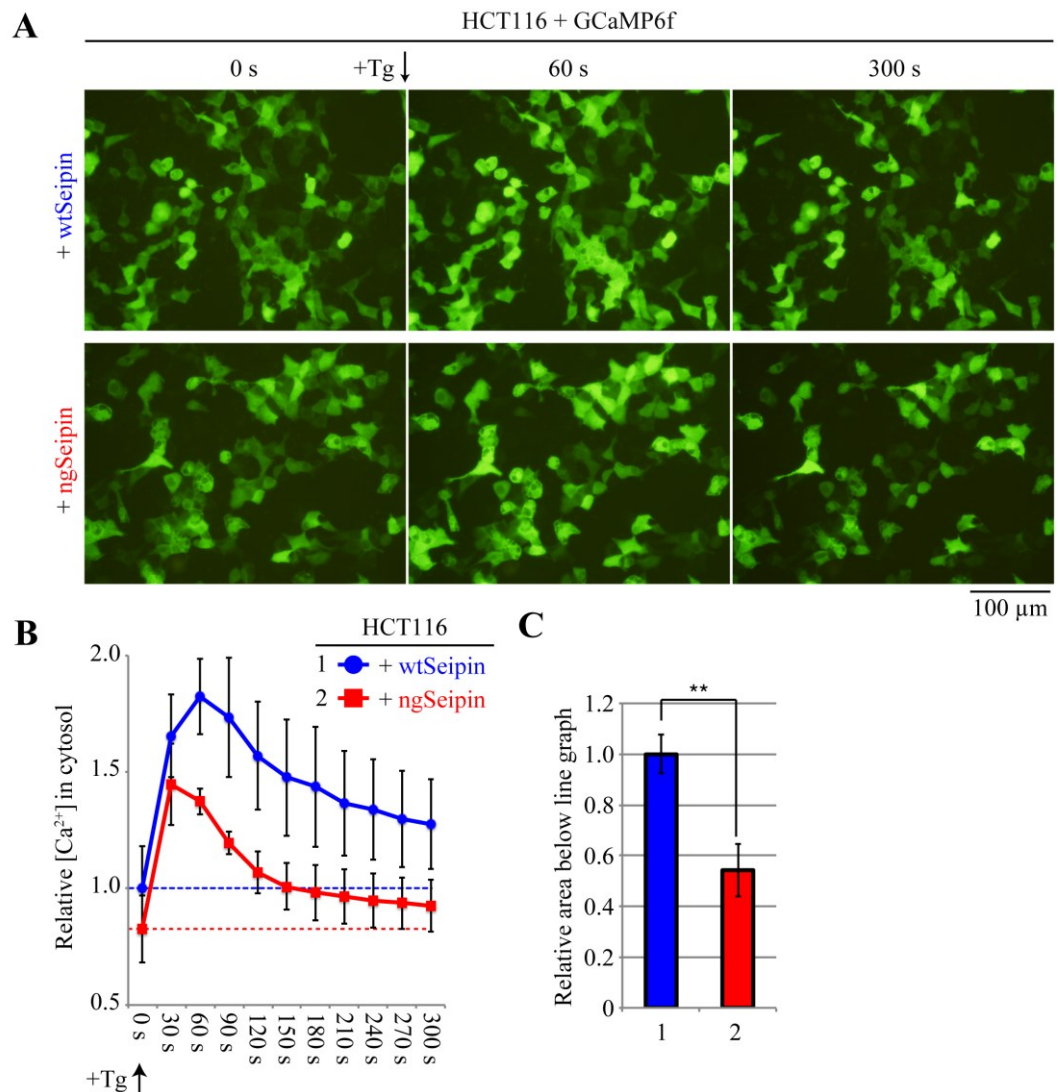 A
HCT116 + GCaMP6f
0 s
+Tg ↓
60 s
300 s
+ wtSeipin
+ ngSeipin
100 µm
B
HCT116
1 + wtSeipin
2 + ngSeipin
Relative [Ca²⁺] in cytosol
2.0
1.5
1.0
0.5
0 s
30 s
60 s
90 s
120 s
150 s
180 s
210 s
240 s
270 s
300 s
+Tg ↑
C
**
Relative area below line graph
1.2
1.0
0.8
0.6
0.4
0.2
0
1
2